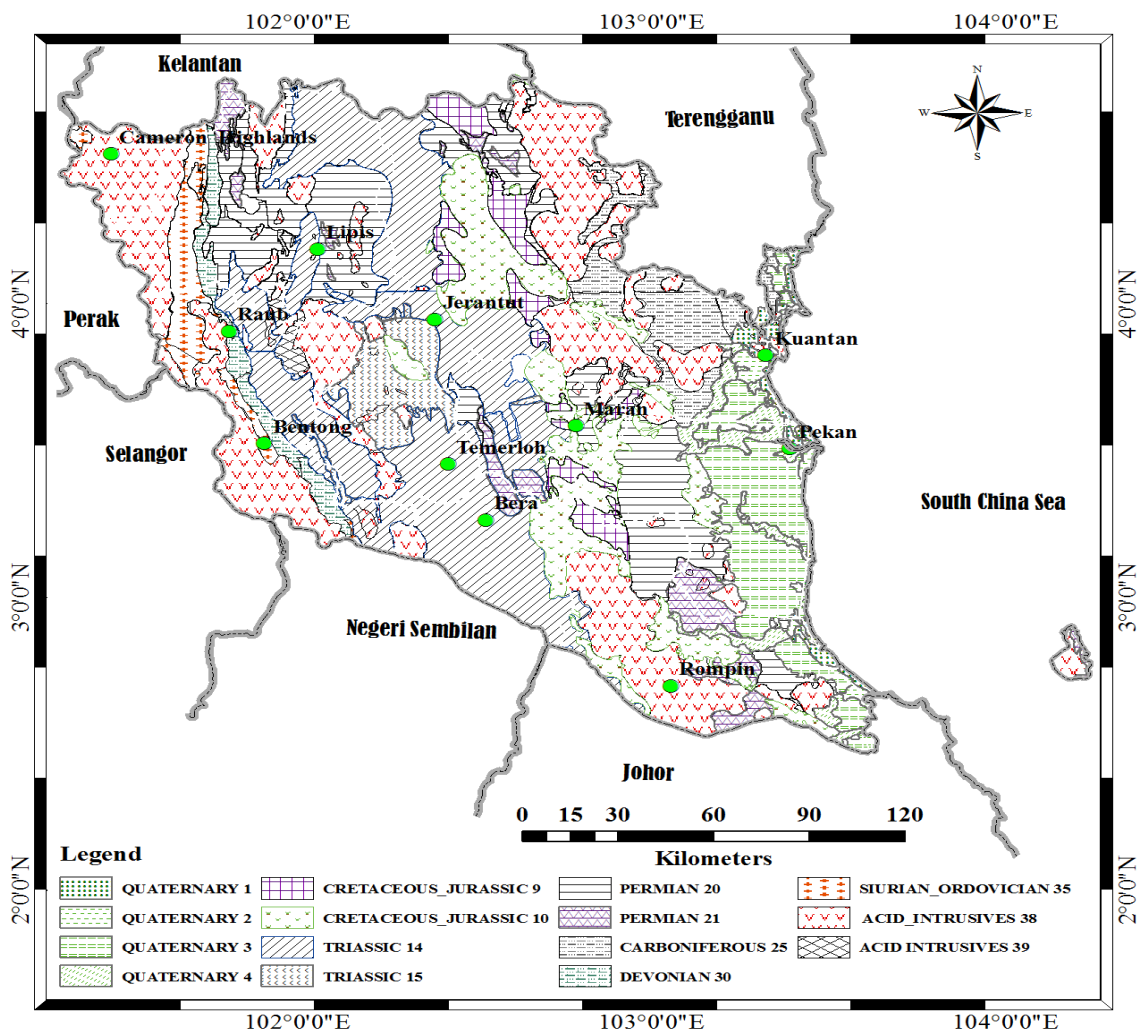 102°0'0"E 103°0'0"E 104°0'0"E
Kelantan
N
W E
S
Terengganu
Cameron Highlands
Lipis
4°0'0"N
Perak
Raub
Jerantut
Kuantan
4°0'0"N
Selangor
Bentong
Maran
Temerloh
Pekan
Bera
South China Sea
3°0'0"N
Negeri Sembilan
Rompin
3°0'0"N
Johor
0 15 30 60 90 120
Kilometers
Legend
QUATERNARY 1 CRETACEOUS_JURASSIC 9 PERMIAN 20 SIURIAN_ORDOVICIAN 35
QUATERNARY 2 CRETACEOUS_JURASSIC 10 PERMIAN 21 ACID_INTRUSIVES 38
QUATERNARY 3 TRIASSIC 14 CARBONIFEROUS 25 ACID INTRUSIVES 39
QUATERNARY 4 TRIASSIC 15 DEVONIAN 30
2°0'0"N
2°0'0"N
102°0'0"E 103°0'0"E 104°0'0"E